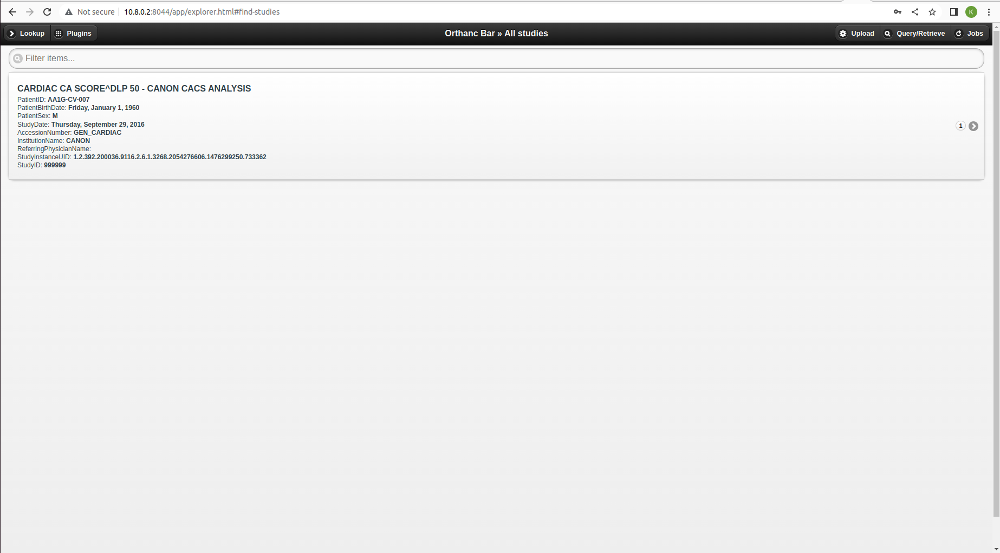 Not secure 10.8.0.2:8044/app/explorer.html#find-studies K
Lookup Plugins Orthanc Bar » All studies Upload Query/Retrieve Jobs
Filter items...
CARDIAC CA SCORE^DLP 50 - CANON CACS ANALYSIS
PatientID: AA1G-CV-007
PatientBirthDate: Friday, January 1, 1960
PatientSex: M
StudyDate: Thursday, September 29, 2016
1
AccessionNumber: GEN_CARDIAC
InstitutionName: CANON
ReferringPhysicianName:
StudyInstanceUID: 1.2.392.200036.9116.2.6.1.3268.2054276606.1476299250.733362
StudyID: 999999